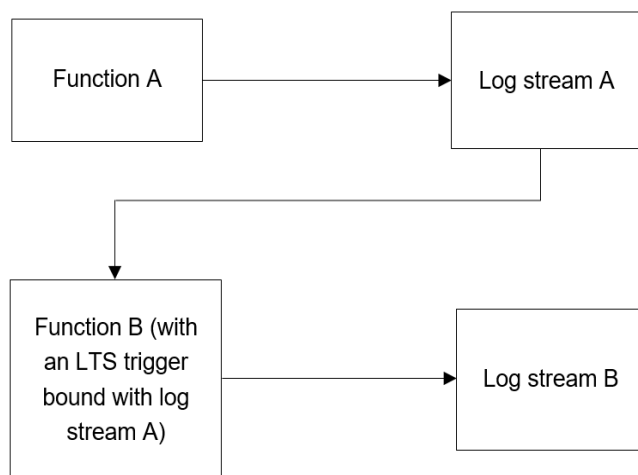 Function A
Log stream A
Function B (with
an LTS trigger
bound with log
stream A)
Log stream B